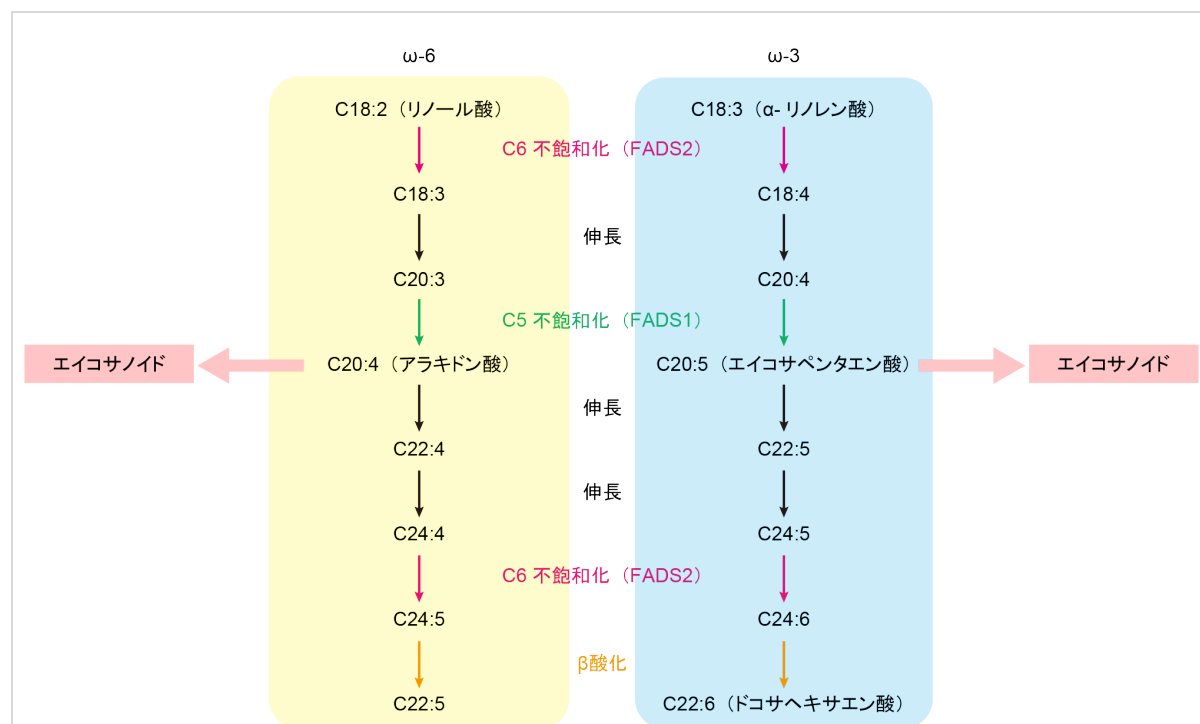 ω-6
ω-3
C18:2（リノール酸）
C18:3（α- リノレン酸）
C6 不飽和化（FADS2）
C18:3
C18:4
伸長
C20:3
C20:4
C5 不飽和化（FADS1）
エイコサノイド
C20:4（アラキドン酸）
C20:5（エイコサペンタエン酸）
エイコサノイド
伸長
C22:4
C22:5
伸長
C24:4
C24:5
C6 不飽和化（FADS2）
C24:5
C24:6
β酸化
C22:5
C22:6（ドコサヘキサエン酸）